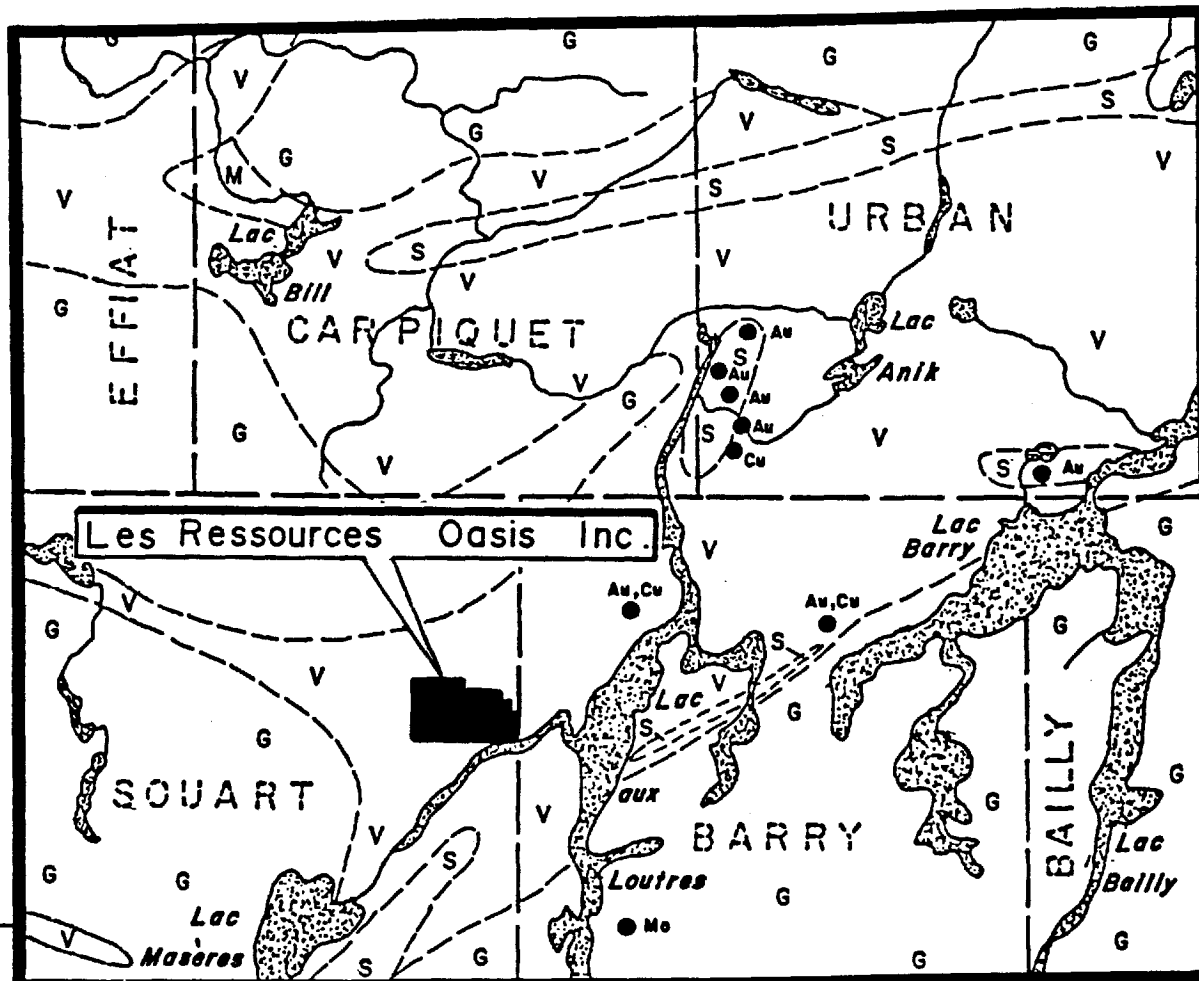 G
G
G
V
V
S
G
S
G
V
M
V
V
S
URBAN
Lac
S
V
V
EFFIAT
V
G
Bill
CARPIQUET
Lac
Au
V
S
Anik
V
Au
G
Au
S
Au
V
G
V
Cu
S
Au
Lac
Barry
G
Les Ressources Oasis Inc.
V
V
Au,Cu
Au,Cu
G
G
S
V
V
Lac
G
G
S
BAILLY
G
SOUART
aux
G
V
V
BARRY
Lac
S
Bailly
G
G
Loutres
G
Lac
Masères
Mo
V
S
G
G
G